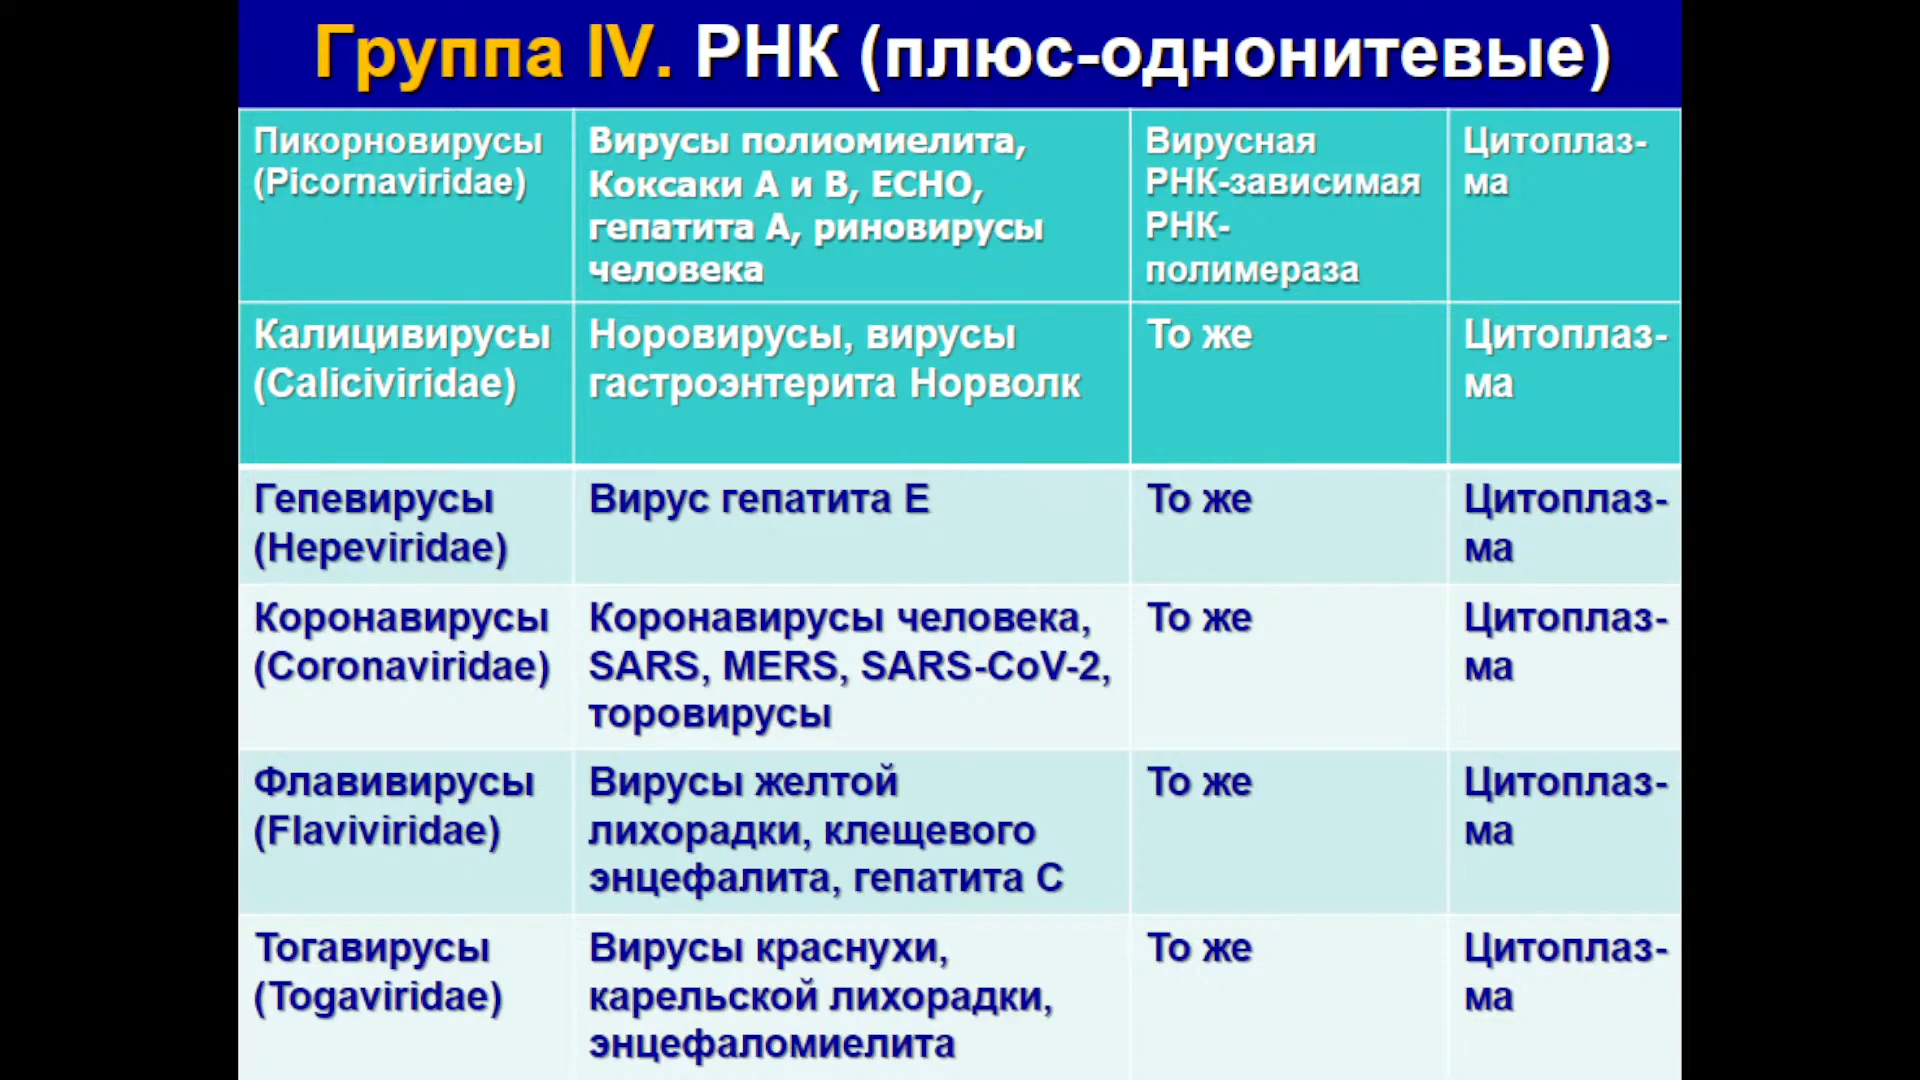 Группа IV. РНК (плюс-однонитевые)
Пикорновирусы
(Picornaviridae)
Вирусы полиомиелита,
Коксаки А и В, ECHO,
гепатита А, риновирусы
человека
Вирусная
РНК-зависимая
РНК-
полимераза
Цитоплаз-
ма
Калицивирусы
(Caliciviridae)
Норовирусы, вирусы
гастроэнтерита Норволк
То же
Цитоплаз-
ма
Гепевирусы
(Hepeviridae)
Вирус гепатита Е
То же
Цитоплаз-
ма
Коронавирусы
(Coronaviridae)
Коронавирусы человека,
SARS, MERS, SARS-CoV-2,
торовирусы
То же
Цитоплаз-
ма
Флавивирусы
(Flaviviridae)
Вирусы желтой
лихорадки, клещевого
энцефалита, гепатита С
То же
Цитоплаз-
ма
Тогавирусы
(Togaviridae)
Вирусы краснухи,
карельской лихорадки,
энцефаломиелита
То же
Цитоплаз-
ма